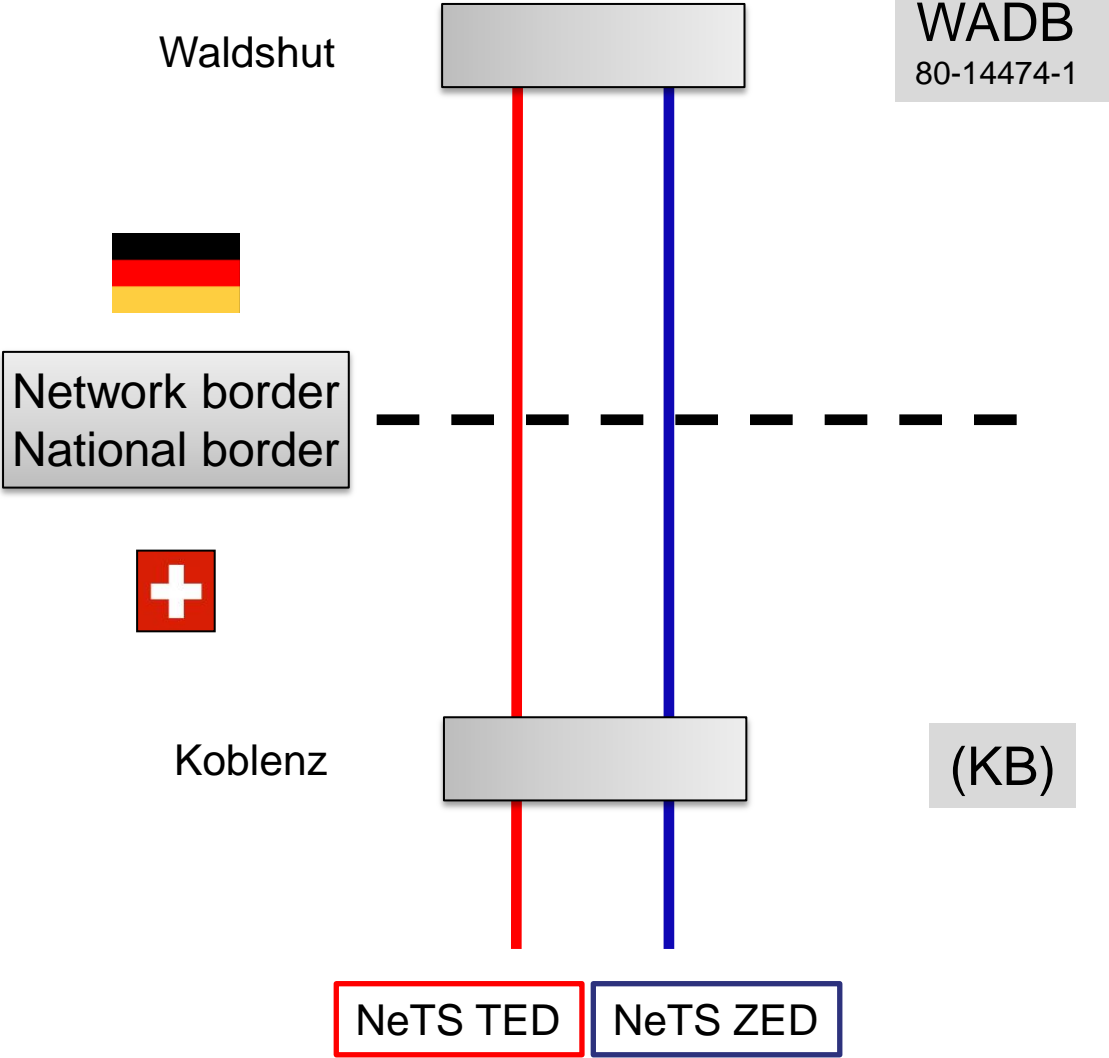 Waldshut
WADB
80-14474-1
Network border
National border
Koblenz
(KB)
NeTS TED
NeTS ZED